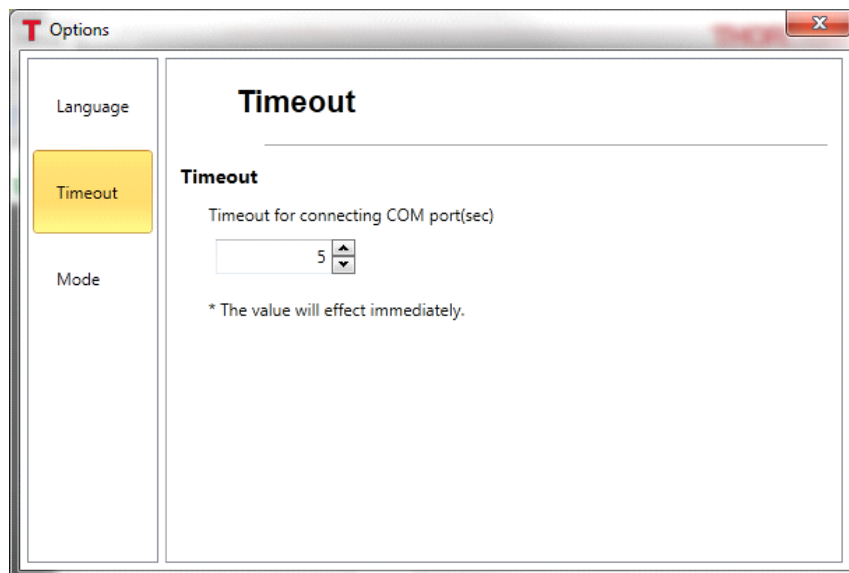 Options
Language
Timeout
Mode
Timeout
Timeout
Timeout for connecting COM port(sec)
5
* The value will effect immediately.